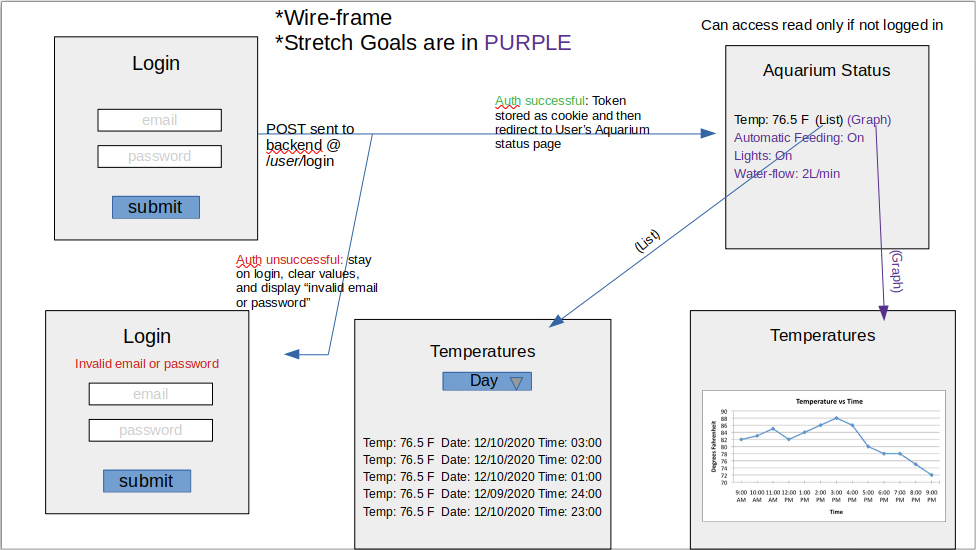 *Wire-frame
*Stretch Goals are in PURPLE
Can access read only if not logged in
Login
email
password
submit
POST sent to
backend @
/user/login
Auth successful: Token
stored as cookie and then
redirect to User's Aquarium
status page
Aquarium Status
Temp: 76.5 F (List) (Graph)
Automatic Feeding: On
Lights: On
Water-flow: 2L/min
(List)
(Graph)
Auth unsuccessful: stay
on login, clear values,
and display “invalid email
or password”
Login
Invalid email or password
email
password
submit
Temperatures
Day
Temp: 76.5 F Date: 12/10/2020 Time: 03:00
Temp: 76.5 F Date: 12/10/2020 Time: 02:00
Temp: 76.5 F Date: 12/10/2020 Time: 01:00
Temp: 76.5 F Date: 12/09/2020 Time: 24:00
Temp: 76.5 F Date: 12/10/2020 Time: 23:00
Temperatures
Temperature vs Time
Degrees Fahrenheit
90
88
86
84
82
80
78
76
74
72
70
9:00 10:00 11:00 12:00 1:00 2:00 3:00 4:00 5:00 6:00 7:00 8:00 9:00
AM AM AM PM PM PM PM PM PM PM PM PM PM
Time